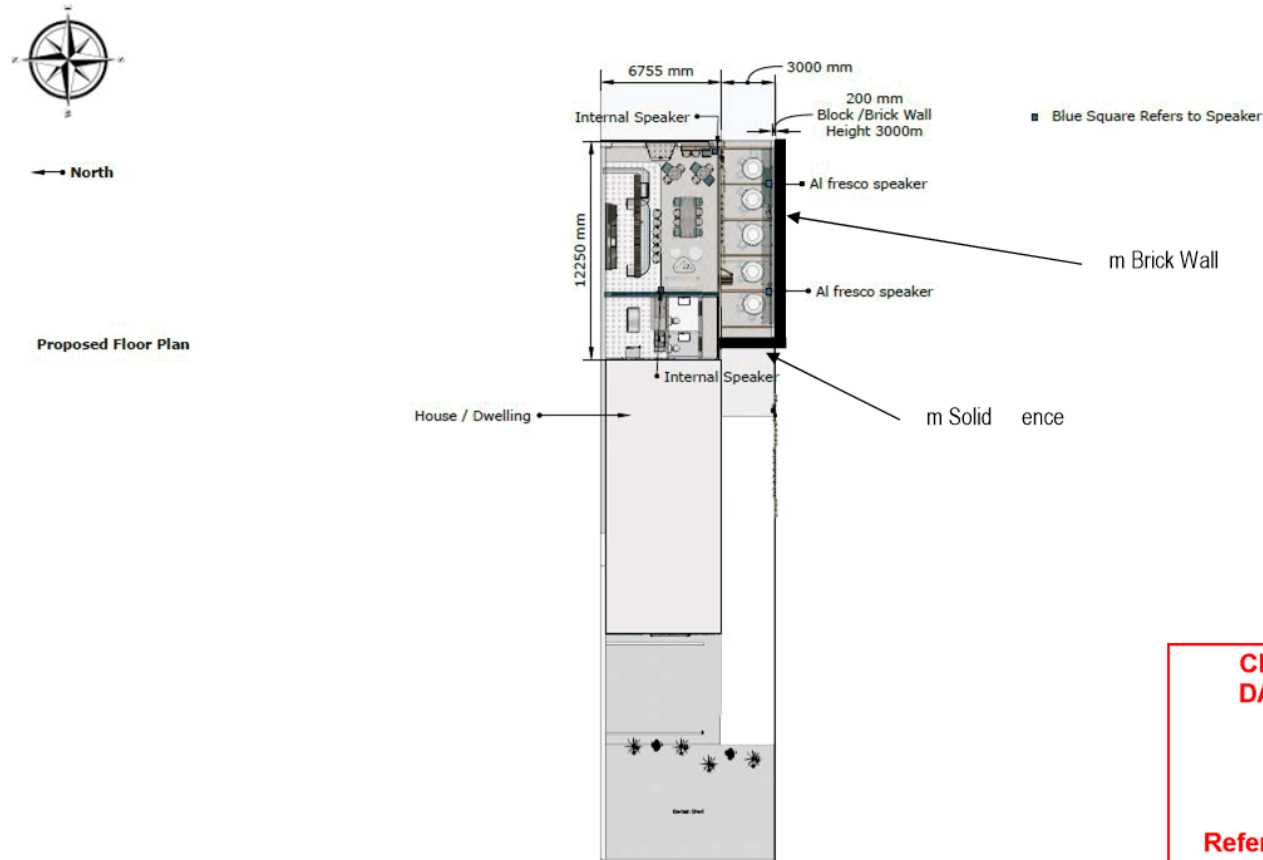 6755 mm
3000 mm
200 mm
Block /Brick Wall
Height 3000m
Internal Speaker
Blue Square Refers to Speaker
North
Al fresco speaker
12250 mm
m Brick Wall
Al fresco speaker
Proposed Floor Plan
Internal Speaker
House / Dwelling
m Solid ence
Refer